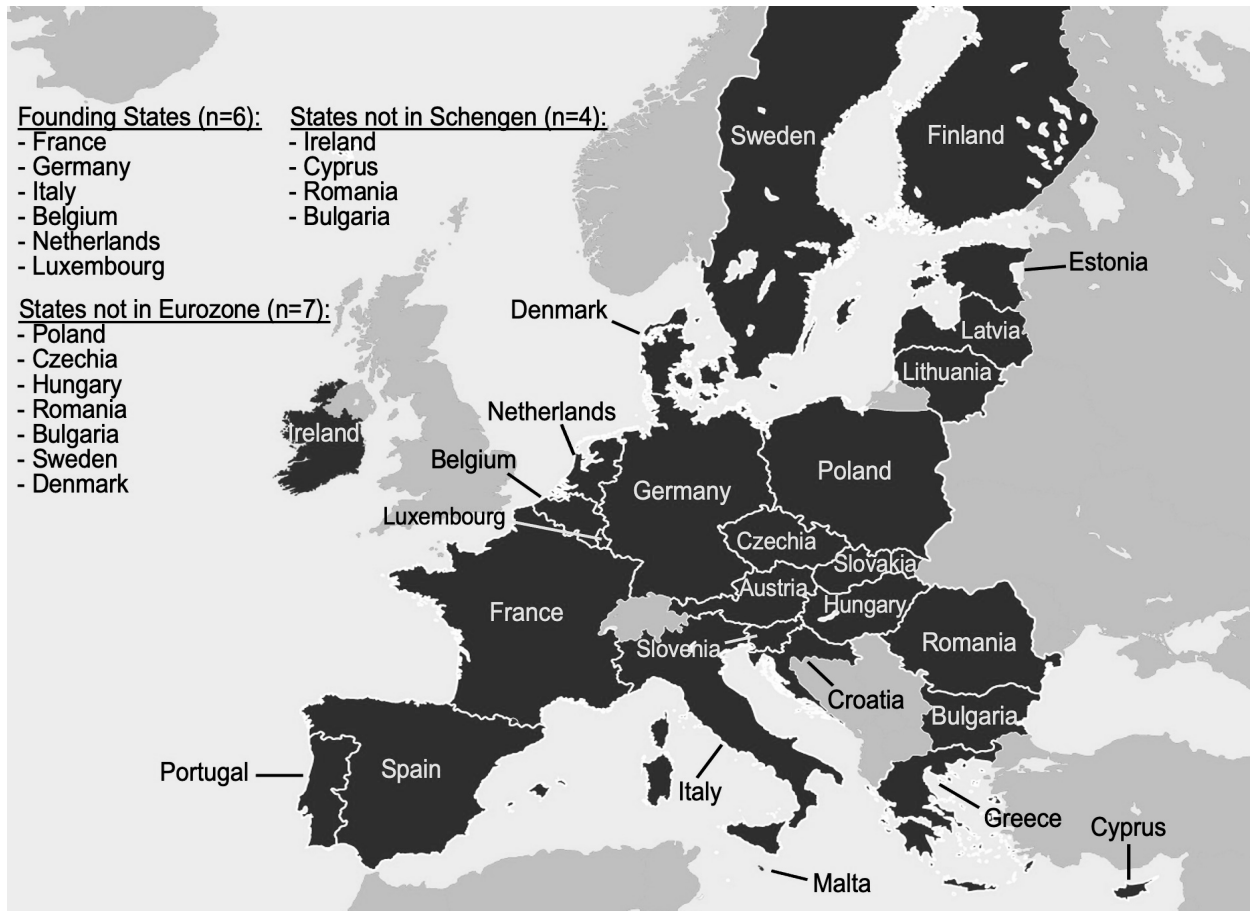 Founding States (n=6):
- France
- Germany
- Italy
- Belgium
- Netherlands
- Luxembourg
States not in Schengen (n=4):
- Ireland
- Cyprus
- Romania
- Bulgaria
States not in Eurozone (n=7):
- Poland
- Czechia
- Hungary
- Romania
- Bulgaria
- Sweden
- Denmark
Sweden
Finland
Estonia
Denmark
Latvia
Lithuania
Netherlands
Ireland
Belgium
Poland
Germany
Luxembourg
Czechia
Slovakia
Austria
Hungary
France
Romania
Slovenia
Croatia
Bulgaria
Portugal
Spain
Italy
Greece
Cyprus
Malta